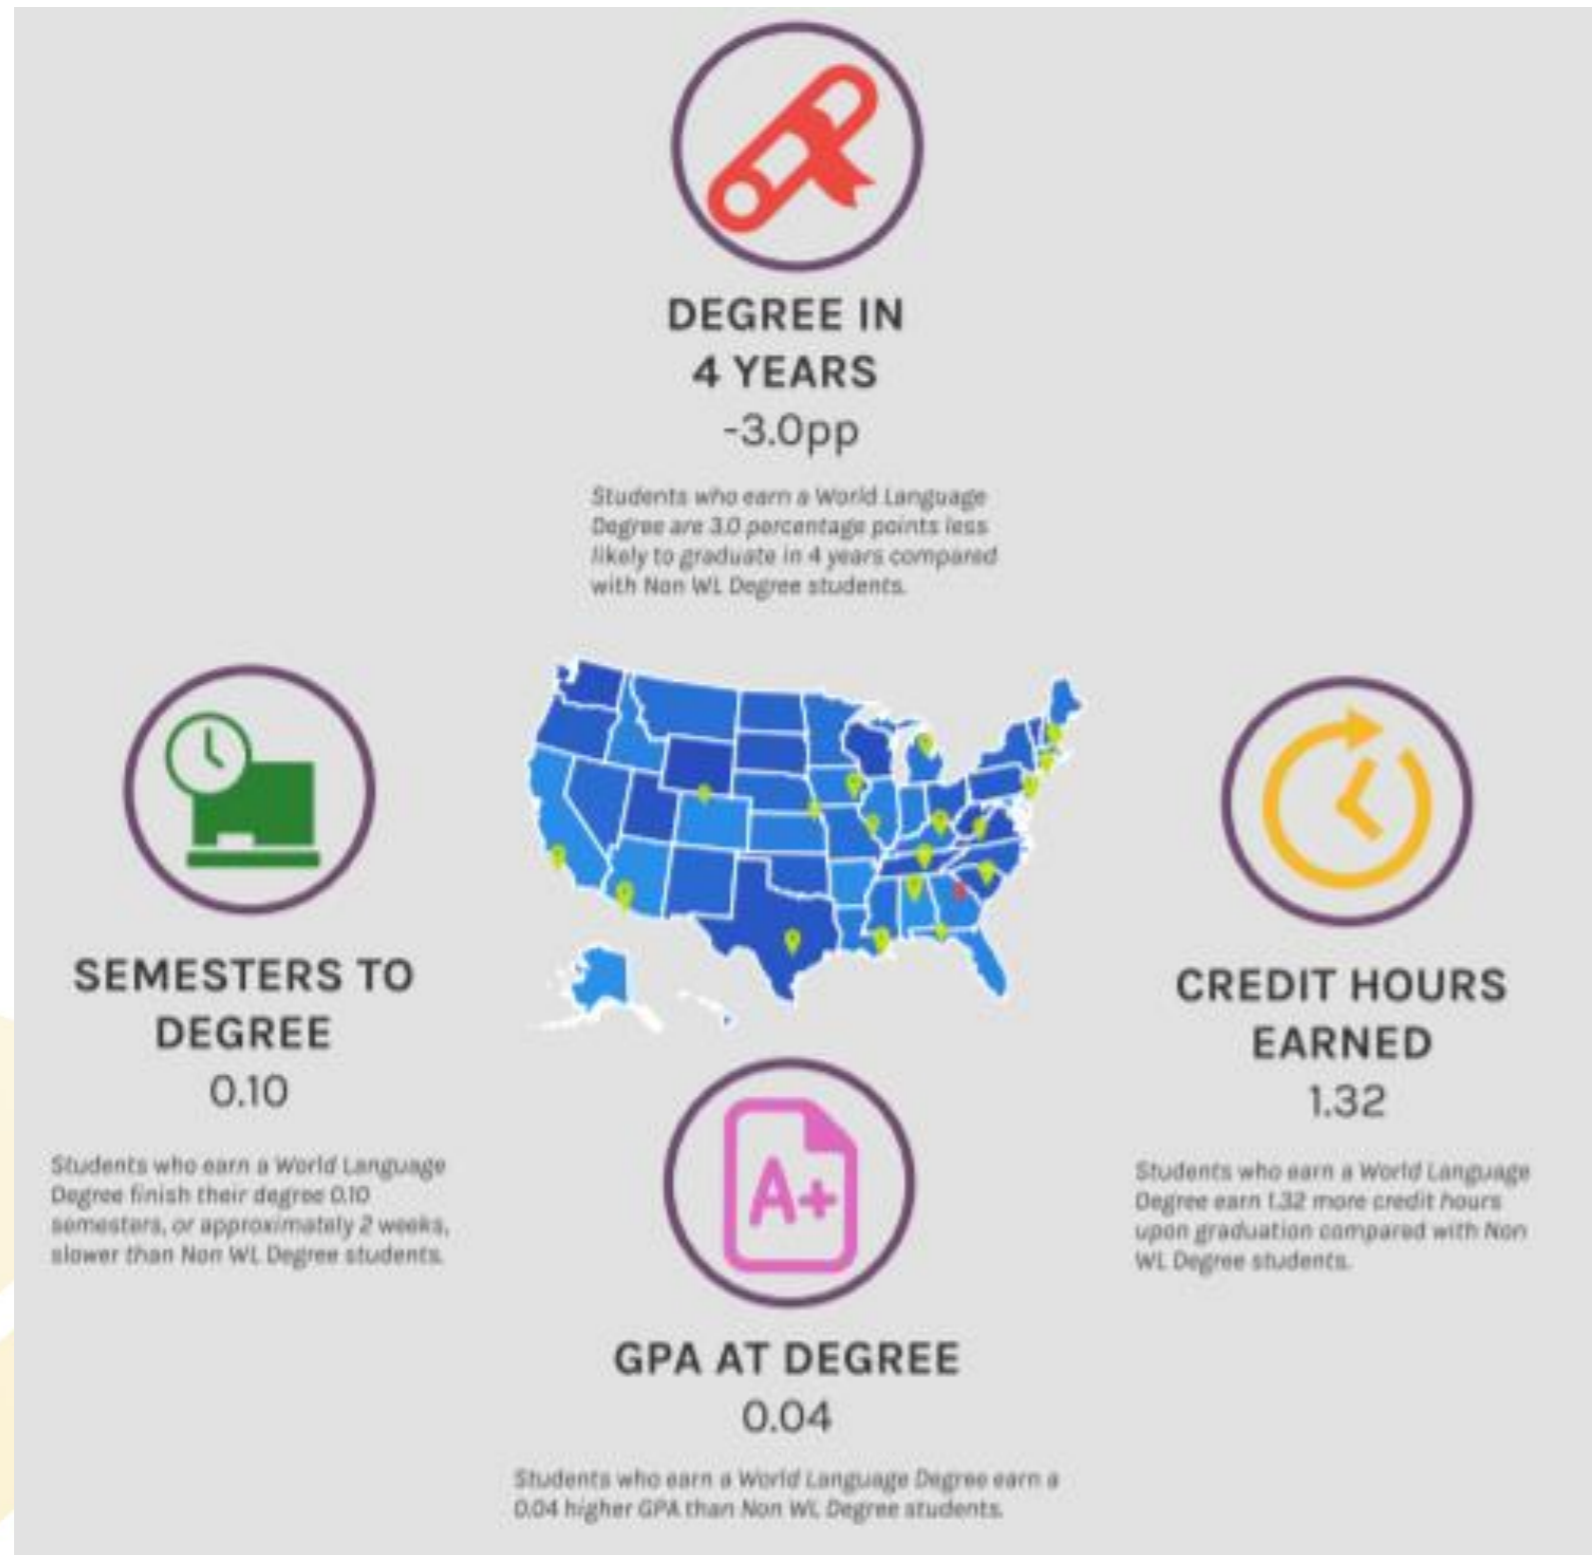 DEGREE IN
4 YEARS
-3.0pp
Students who earn a World Language
Degree are 3.0 percentage points less
likely to graduate in 4 years compared
with Non WL Degree students.
SEMESTERS TO
DEGREE
0.10
Students who earn a World Language
Degree finish their degree 0.10
semesters, or approximately 2 weeks,
slower than Non WL Degree students.
CREDIT HOURS
EARNED
1.32
Students who earn a World Language
Degree earn 1.32 more credit hours
upon graduation compared with Non
WL Degree students.
A+
GPA AT DEGREE
0.04
Students who earn a World Language Degree earn a
0.04 higher GPA than Non WL Degree students.